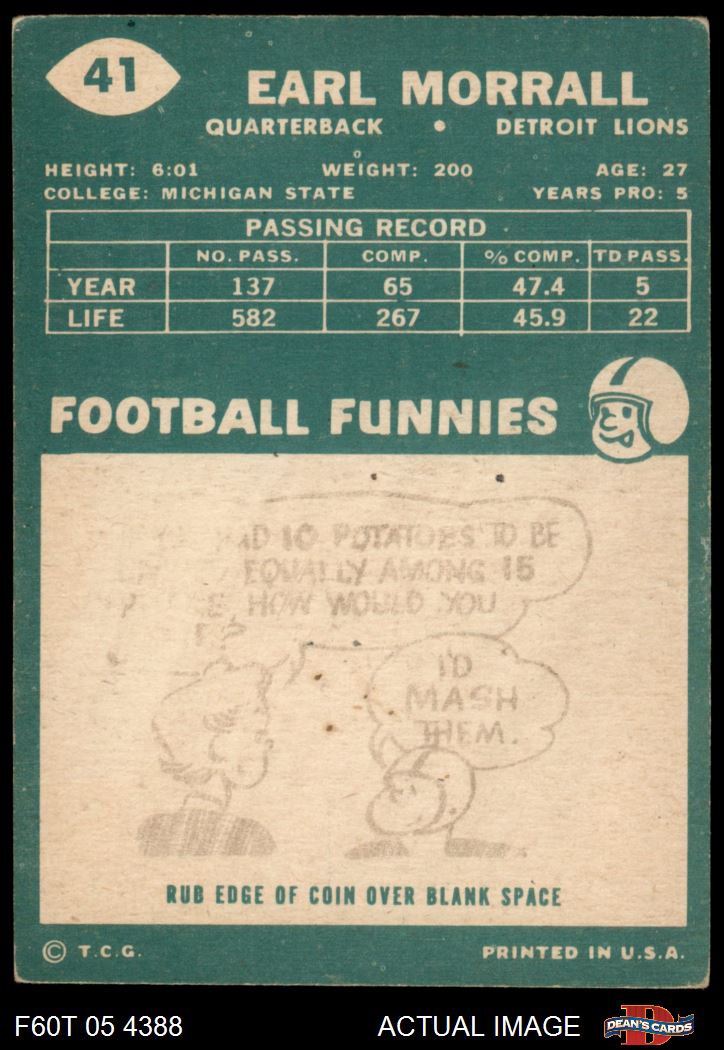 41
EARL MORRALL
QUARTERBACK • DETROIT LIONS
HEIGHT: 6:01 WEIGHT: 200 AGE: 27
COLLEGE: MICHIGAN STATE YEARS PRO: 5
PASSING RECORD
NO. PASS. COMP. % COMP. TD PASS.
YEAR 137 65 47.4 5
LIFE 582 267 45.9 22
FOOTBALL FUNNIES
10 POTATOES TO BE
EQUALLY AMONG 15
HOW WOULD YOU
I'D
MASH
THEM.
RUB EDGE OF COIN OVER BLANK SPACE
© T.C.G. PRINTED IN U.S.A.
F60T 05 4388 ACTUAL IMAGE DEAN'S CARDS